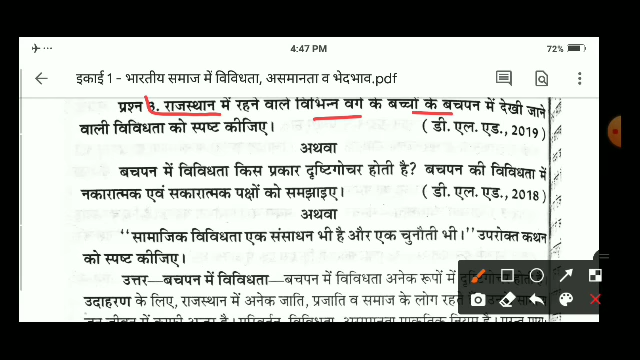 4:47 PM
72%
इकाई 1 - भारतीय समाज में विविधता, असमानता व भेदभाव.pdf
प्रश्न 3. राजस्थान में रहने वाले विभिन्न वर्ग के बच्चों के बचपन में देखी जाने
वाली विविधता को स्पष्ट कीजिए। ( डी. एल. एड., 2019)
अथवा
बचपन में विविधता किस प्रकार दृष्टिगोचर होती है? बचपन की विविधता में
नकारात्मक एवं सकारात्मक पक्षों को समझाइए। ( डी. एल. एड., 2018)
अथवा
“सामाजिक विविधता एक संसाधन भी है और एक चुनौती भी।” उपरोक्त कथन
को स्पष्ट कीजिए।
उत्तर—बचपन में विविधता—बचपन में विविधता अनेक रूपों में
उदाहरण के लिए, राजस्थान में अनेक जाति, प्रजाति व समाज के लोग रहते